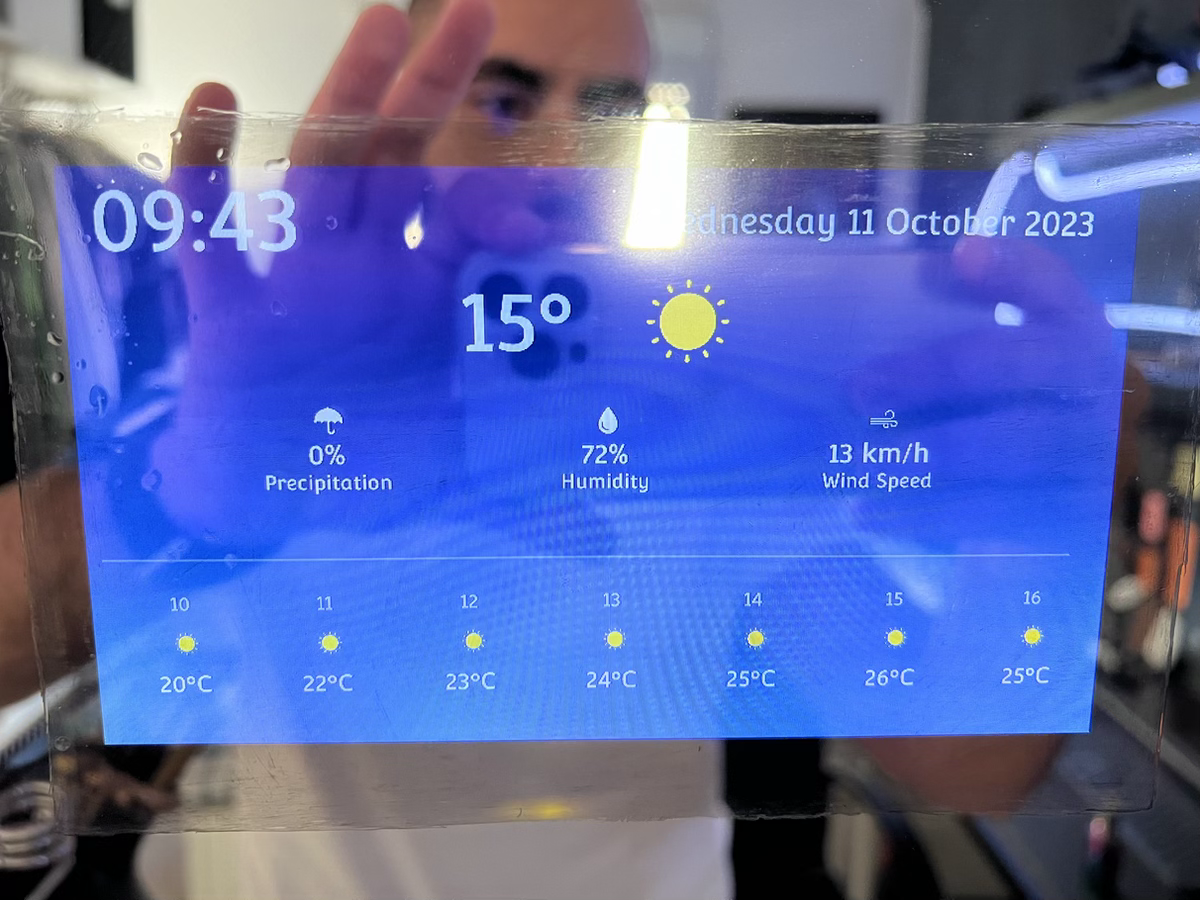 09:43
ednesday 11 October 2023
15°
0%
Precipitation
72%
Humidity
13 km/h
Wind Speed
10 11 12 13 14 15 16
20°C 22°C 23°C 24°C 25°C 26°C 25°C